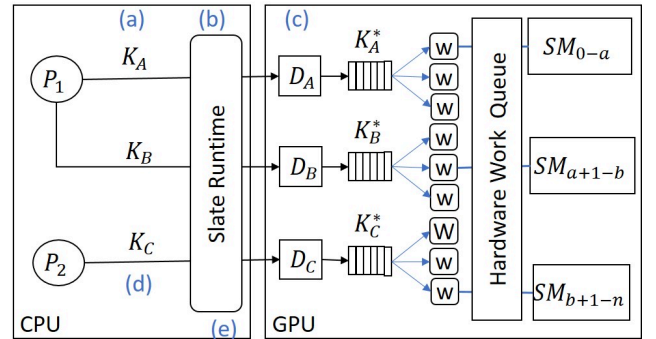 (a)
(b)
(c)
K_A
P_1
K_B
K_C
P_2
(d)
Slate Runtime
(e)
CPU
D_A
D_B
D_C
K_A^*
K_B^*
K_C^*
w
w
w
w
w
w
W
w
w
Hardware Work Queue
SM_{0-a}
SM_{a+1-b}
SM_{b+1-n}
GPU